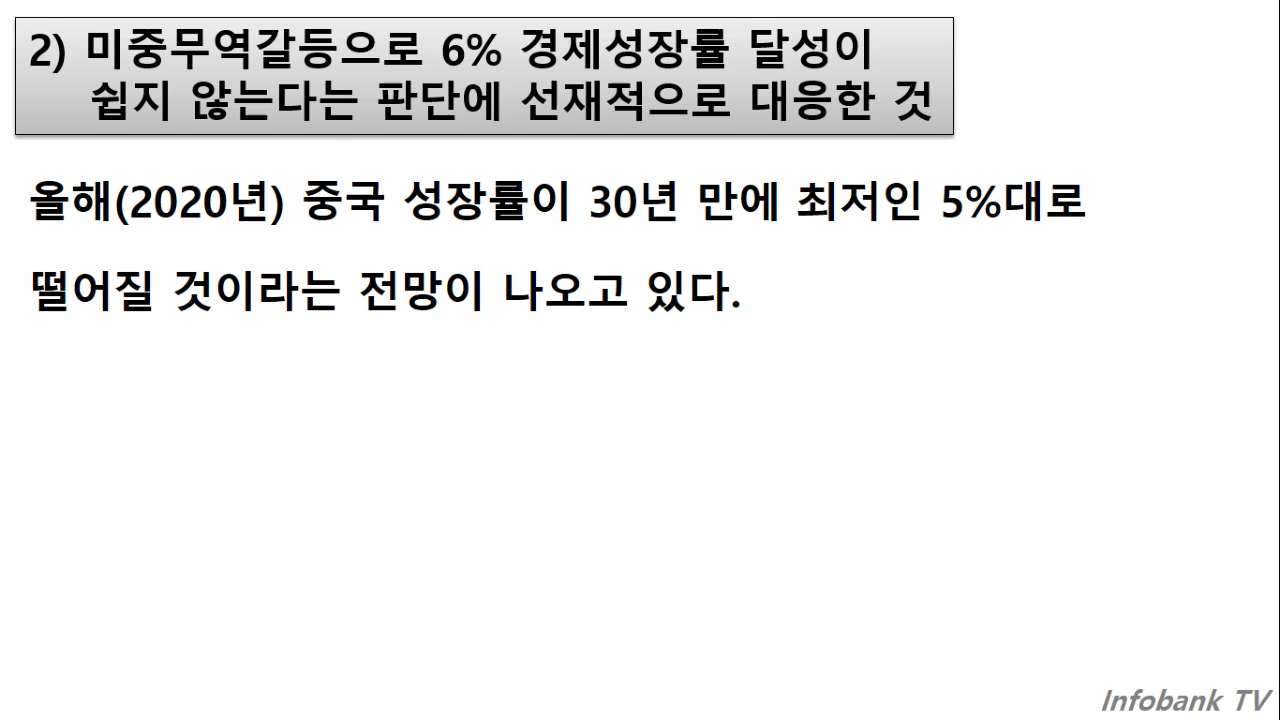 2) 미중무역갈등으로 6% 경제성장률 달성이
쉽지 않는다는 판단에 선재적으로 대응한 것
올해(2020년) 중국 성장률이 30년 만에 최저인 5%대로
떨어질 것이라는 전망이 나오고 있다.
Infobank TV